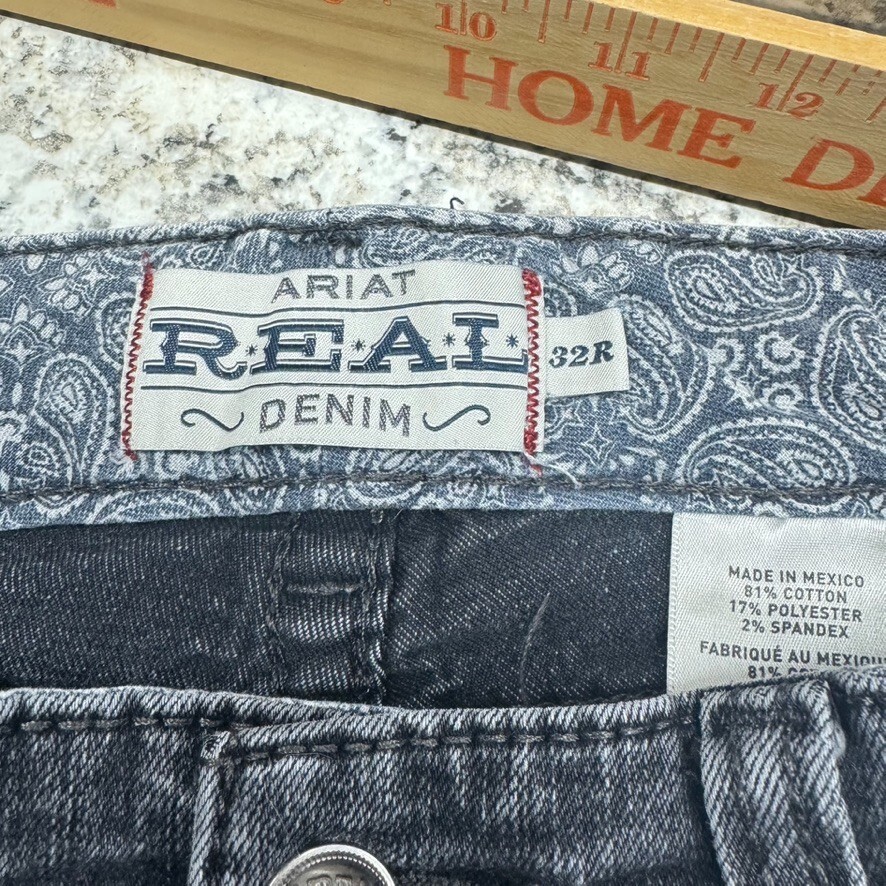 10 11 12
HOME
ARIAT
R*E*A*L
DENIM
32R
MADE IN MEXICO
81% COTTON
17% POLYESTER
2% SPANDEX
FABRIQUÉ AU
81%